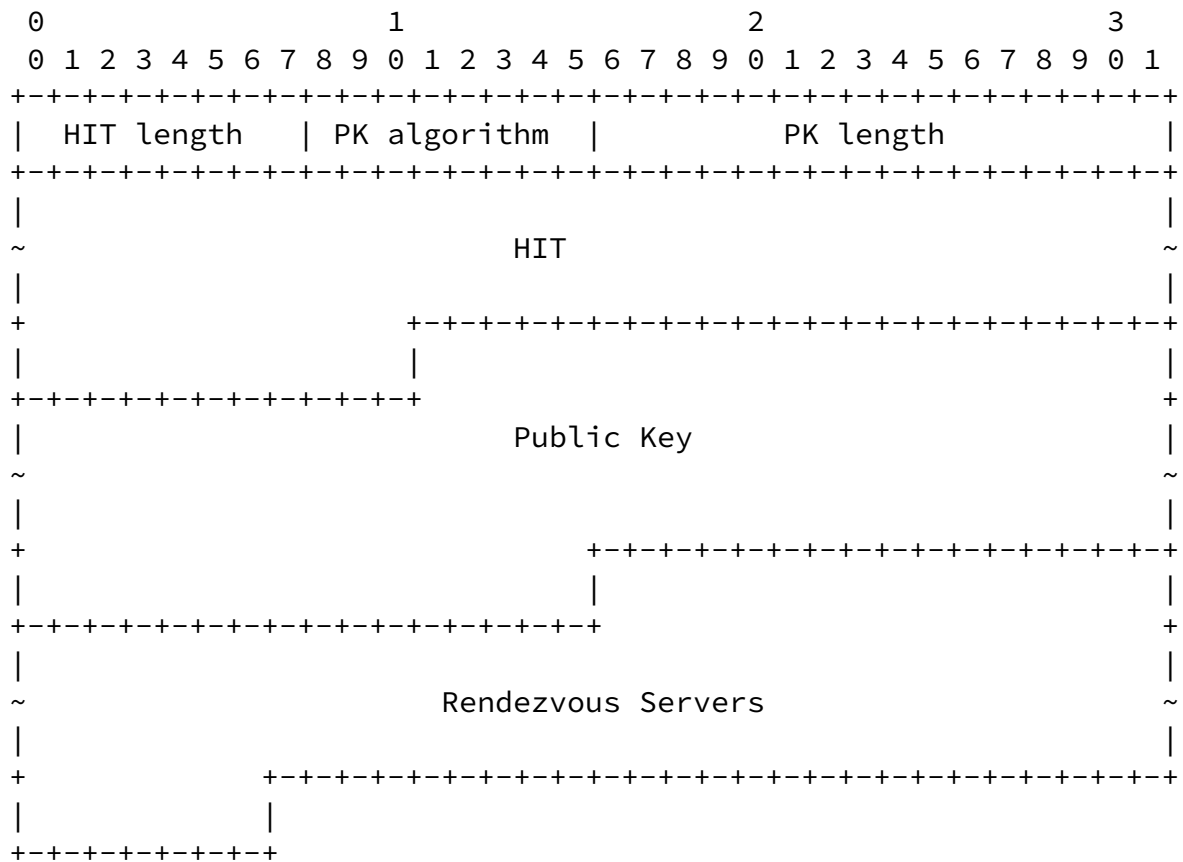 0                   1                   2                   3
 0 1 2 3 4 5 6 7 8 9 0 1 2 3 4 5 6 7 8 9 0 1 2 3 4 5 6 7 8 9 0 1
+-+-+-+-+-+-+-+-+-+-+-+-+-+-+-+-+-+-+-+-+-+-+-+-+-+-+-+-+-+-+-+-+
|  HIT length   | PK algorithm  |          PK length            |
+-+-+-+-+-+-+-+-+-+-+-+-+-+-+-+-+-+-+-+-+-+-+-+-+-+-+-+-+-+-+-+-+
|                                                               |
~                           HIT                                 ~
|                                                               |
+                     +-+-+-+-+-+-+-+-+-+-+-+-+-+-+-+-+-+-+-+-+-+
|                     |                                         |
+-+-+-+-+-+-+-+-+-+-+-+                                         +
|                           Public Key                          |
~                                                               ~
|                                                               |
+                               +-+-+-+-+-+-+-+-+-+-+-+-+-+-+-+-+
|                               |                               |
+-+-+-+-+-+-+-+-+-+-+-+-+-+-+-+-+                               +
|                                                               |
~                       Rendezvous Servers                      ~
|                                                               |
+             +-+-+-+-+-+-+-+-+-+-+-+-+-+-+-+-+-+-+-+-+-+-+-+-+-+
|             |
+-+-+-+-+-+-+-+